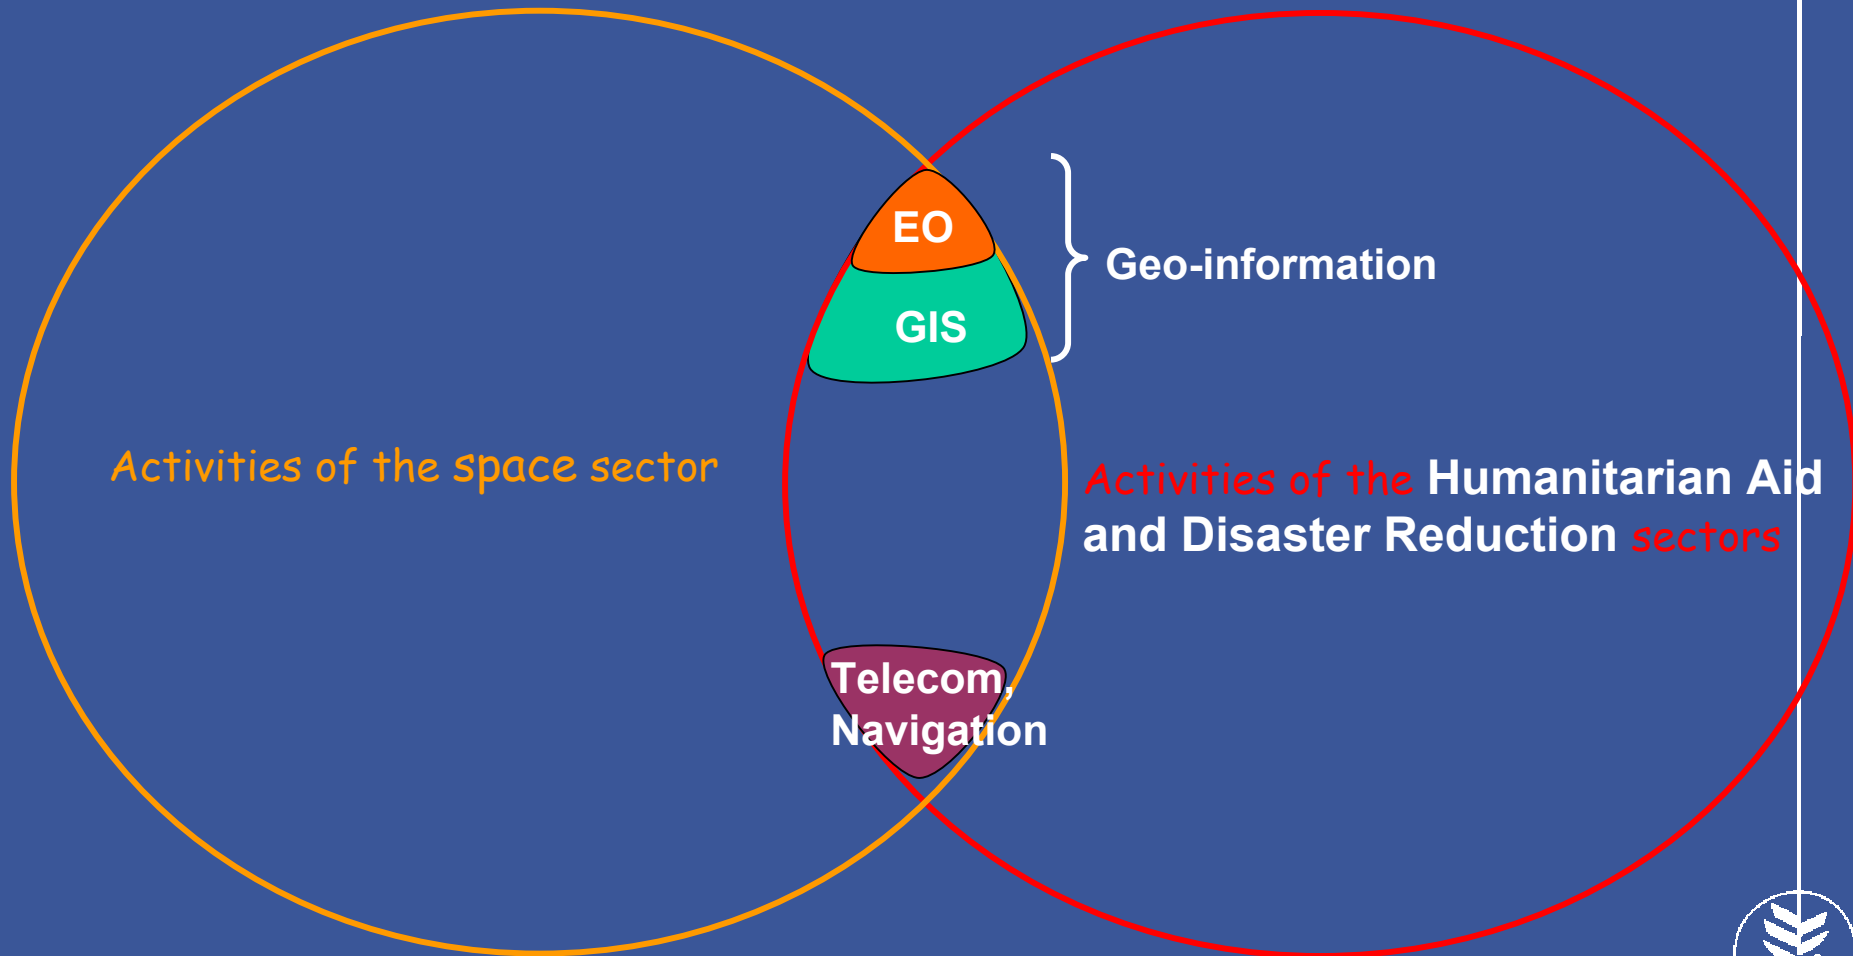 EO
Geo-information
GIS
Activities of the space sector
Activities of the Humanitarian Aid
and Disaster Reduction sectors
Telecom,
Navigation